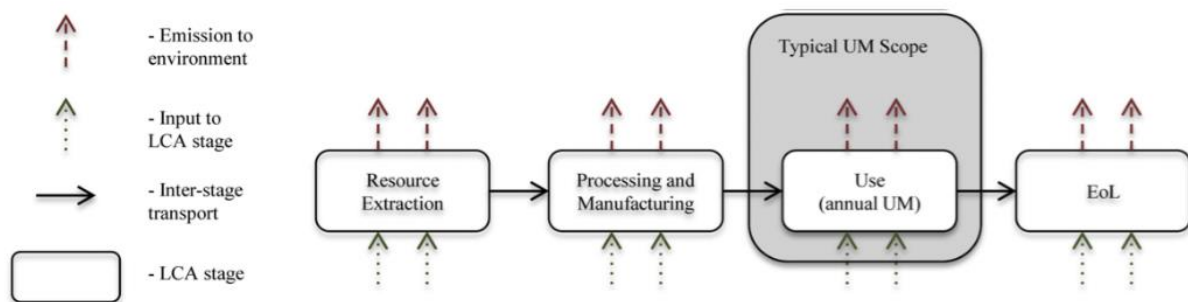 - Emission to
environment
- Input to
LCA stage
- Inter-stage
transport
- LCA stage
Typical UM Scope
Resource
Extraction
Processing and
Manufacturing
Use
(annual UM)
EoL